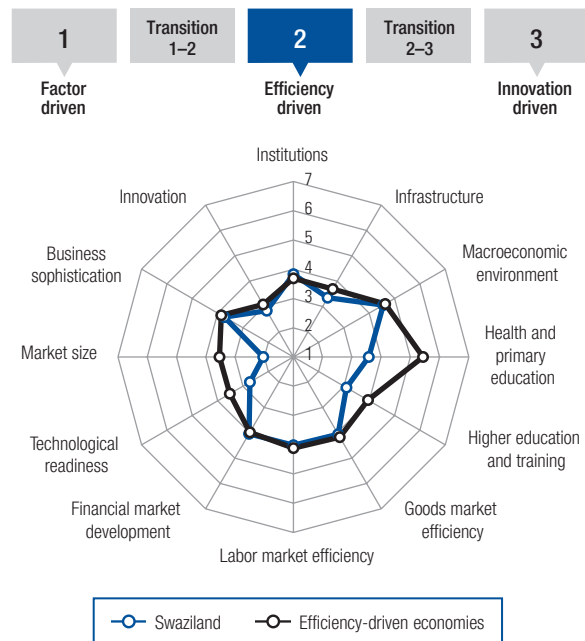 1
Transition
1–2
2
Transition
2–3
3
Factor
driven
Efficiency
driven
Innovation
driven
Institutions
7
6
5
4
3
2
1
Infrastructure
Macroeconomic
environment
Health and
primary
education
Higher education
and training
Goods market
efficiency
Labor market efficiency
Financial market
development
Technological
readiness
Market size
Business
sophistication
Innovation
Swaziland
Efficiency-driven economies